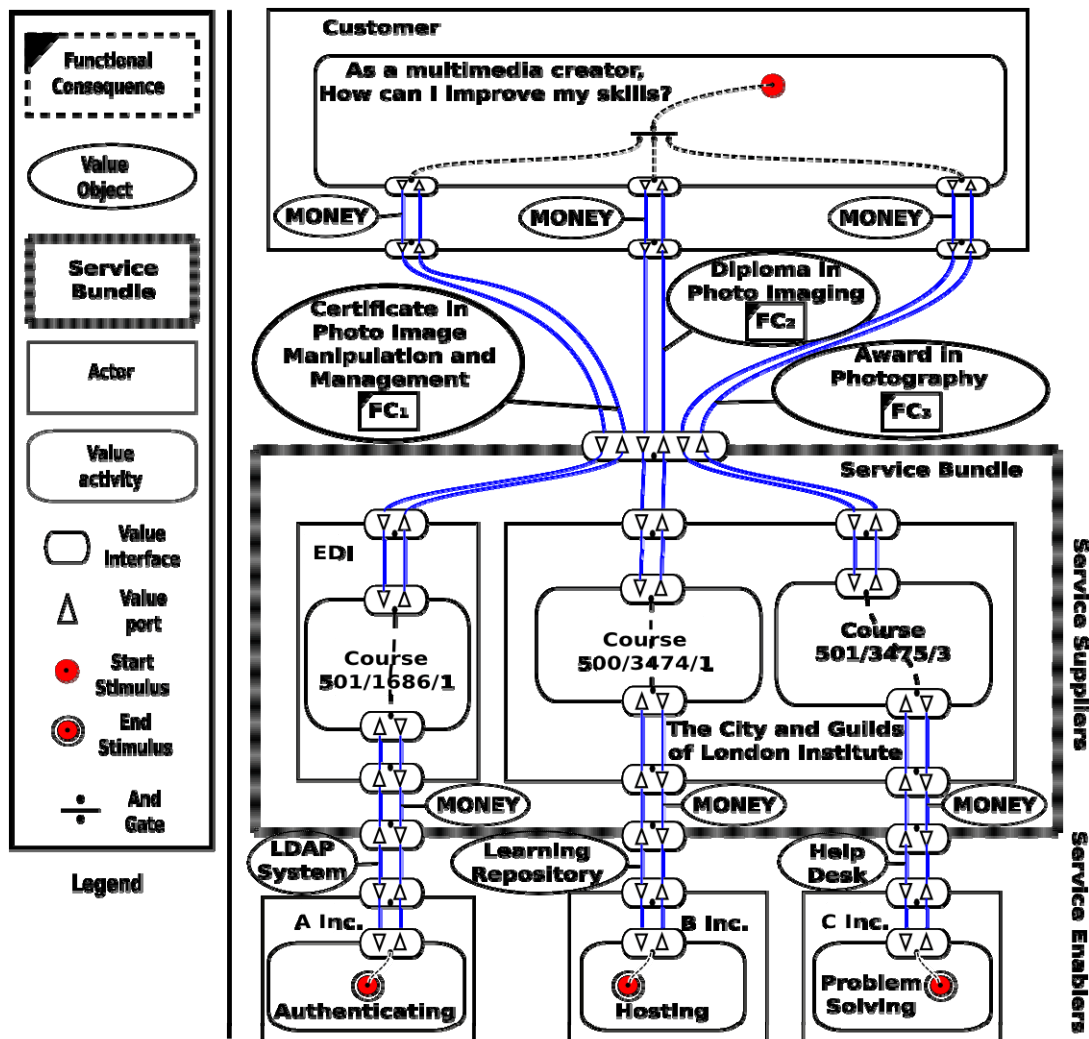 Functional
Consequence
Value
Object
Service
Bundle
Actor
Value
activity
Value
Interface
Value
port
Start
Stimulus
End
Stimulus
And
Gate
Legend
Customer
As a multimedia creator,
How can I improve my skills?
MONEY
MONEY
MONEY
Certificate in
Photo Image
Manipulation and
Management
FC1
Diploma in
Photo Imaging
FC2
Award in
Photography
FC3
Service Bundle
EDI
Course
501/1686/1
Course
500/3474/1
Course
501/3475/3
The City and Guilds
of London Institute
MONEY
MONEY
MONEY
Service Suppliers
LDAP
System
Learning
Repository
Help
Desk
A Inc.
B Inc.
C Inc.
Authenticating
Hosting
Problem
Solving
Service Enablers